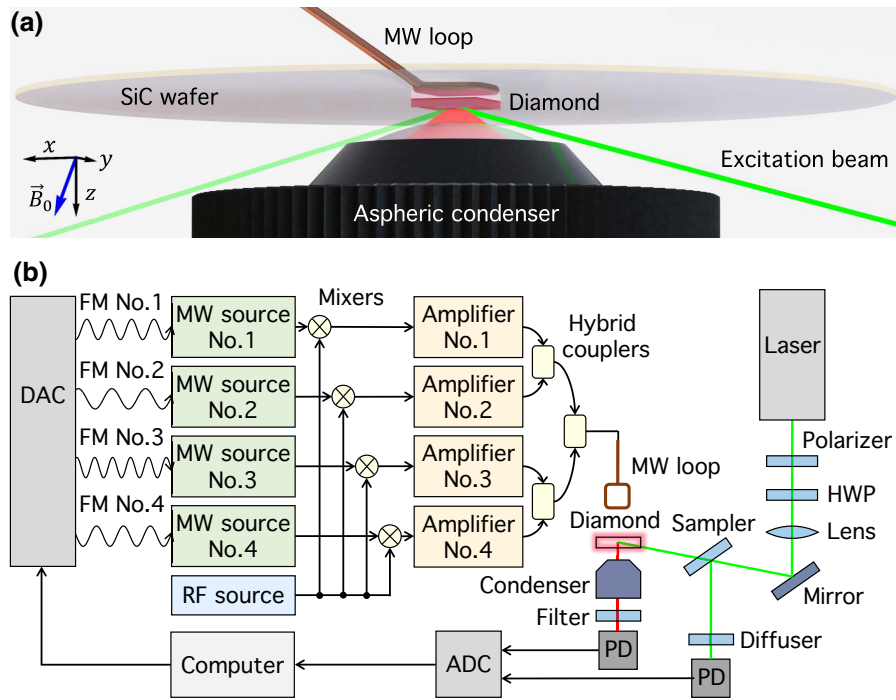 (a)
MW loop
SiC wafer
Diamond
x
y
z
B⃗0
Excitation beam
Aspheric condenser
(b)
FM No.1
FM No.2
FM No.3
FM No.4
DAC
MW source
No.1
MW source
No.2
MW source
No.3
MW source
No.4
RF source
Mixers
Amplifier
No.1
Amplifier
No.2
Amplifier
No.3
Amplifier
No.4
Hybrid
couplers
MW loop
Diamond
Condenser
Filter
PD
Laser
Polarizer
HWP
Lens
Sampler
Mirror
Diffuser
PD
Computer
ADC